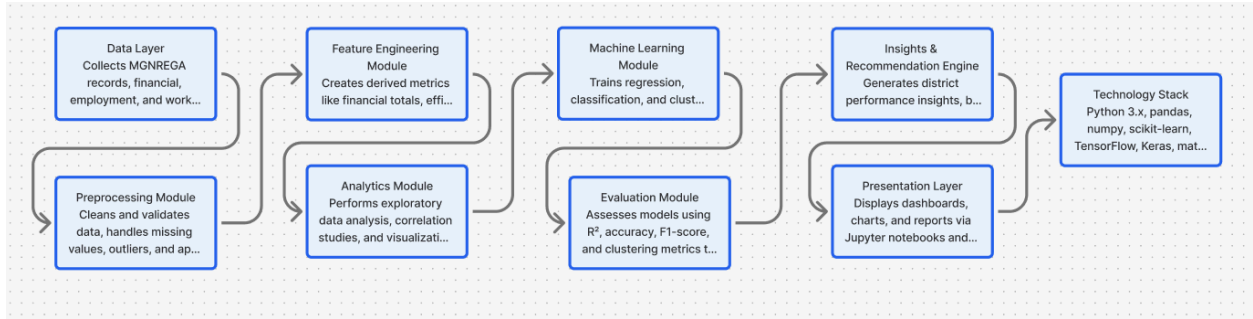 Data Layer
Collects MGNREGA
records, financial,
employment, and work...
Preprocessing Module
Cleans and validates
data, handles missing
values, outliers, and ap...
Feature Engineering
Module
Creates derived metrics
like financial totals, effi...
Analytics Module
Performs exploratory
data analysis, correlation
studies, and visualizati...
Machine Learning
Module
Trains regression,
classification, and clust...
Evaluation Module
Assesses models using
R², accuracy, F1-score,
and clustering metrics t...
Insights &
Recommendation Engine
Generates district
performance insights, b...
Presentation Layer
Displays dashboards,
charts, and reports via
Jupyter notebooks and...
Technology Stack
Python 3.x, pandas,
numpy, scikit-learn,
TensorFlow, Keras, mat...